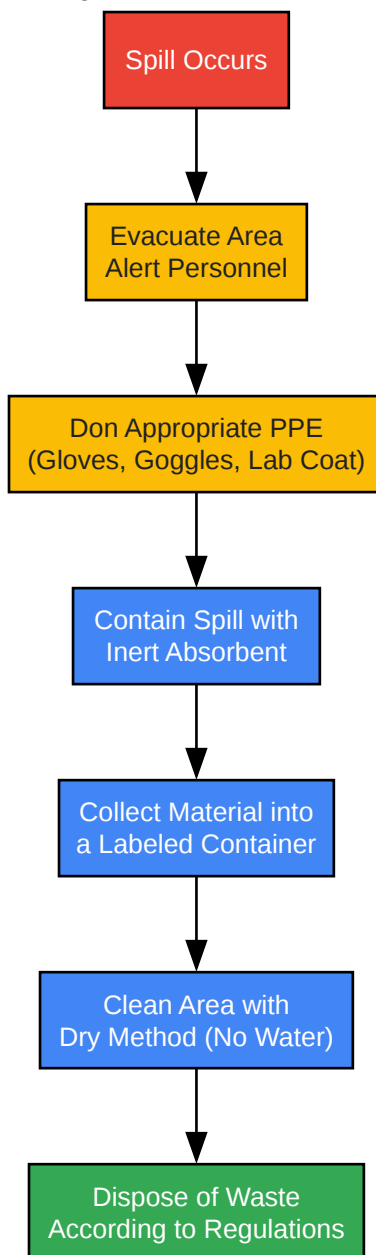 Spill Occurs
Evacuate Area
Alert Personnel
Don Appropriate PPE
(Gloves, Goggles, Lab Coat)
Contain Spill with
Inert Absorbent
Collect Material into
a Labeled Container
Clean Area with
Dry Method (No Water)
Dispose of Waste
According to Regulations